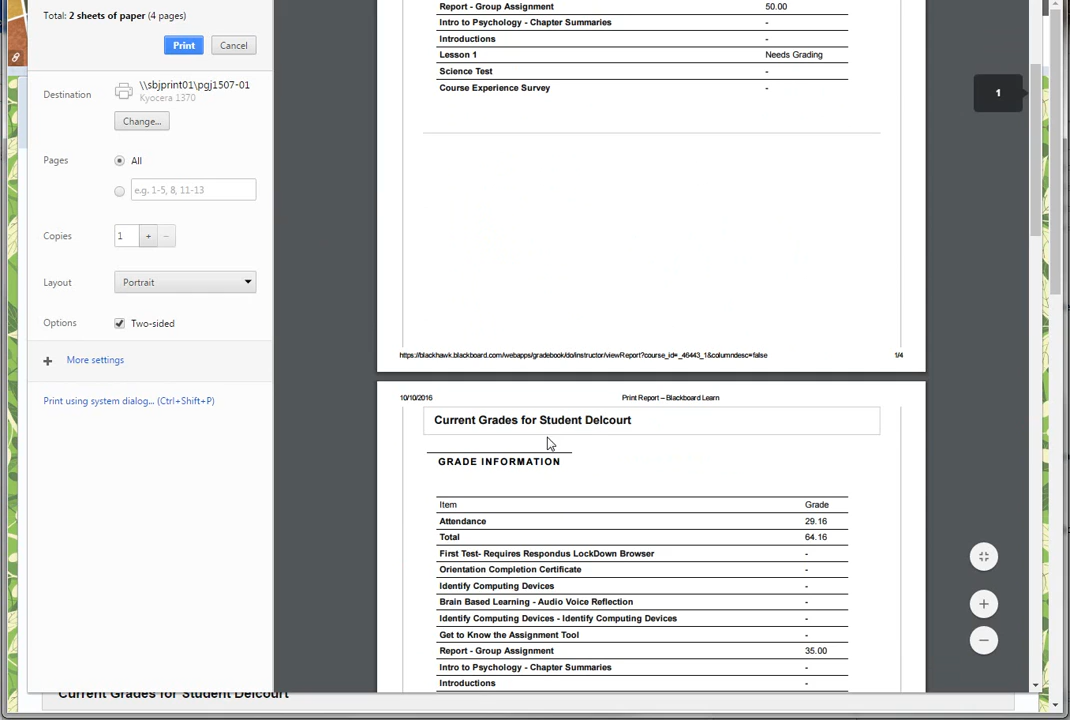 Total: 2 sheets of paper (4 pages)
Print
Cancel
Destination
\\sbjprint01\pgj1507-01
Kyocera 1370
Change...
Pages
All
e.g. 1-5, 8, 11-13
Copies
1
+
-
Layout
Portrait
Options
Two-sided
+ More settings
Print using system dialog... (Ctrl+Shift+P)
Report - Group Assignment 50.00
Intro to Psychology - Chapter Summaries -
Introductions -
Lesson 1 Needs Grading
Science Test -
Course Experience Survey -
1
https://blackhawk.blackboard.com/webapps/gradebook/do/instructor/viewReport?course_id=_46443_1&columndesc=false 1/4
10/10/2016 Print Report – Blackboard Learn
Current Grades for Student Delcourt
GRADE INFORMATION
Item Grade
Attendance 29.16
Total 64.16
First Test- Requires Respondus LockDown Browser -
Orientation Completion Certificate -
Identify Computing Devices -
Brain Based Learning - Audio Voice Reflection -
Identify Computing Devices - Identify Computing Devices -
Get to Know the Assignment Tool -
Report - Group Assignment 35.00
Intro to Psychology - Chapter Summaries -
Introductions -
Current Grades for Student Delcourt